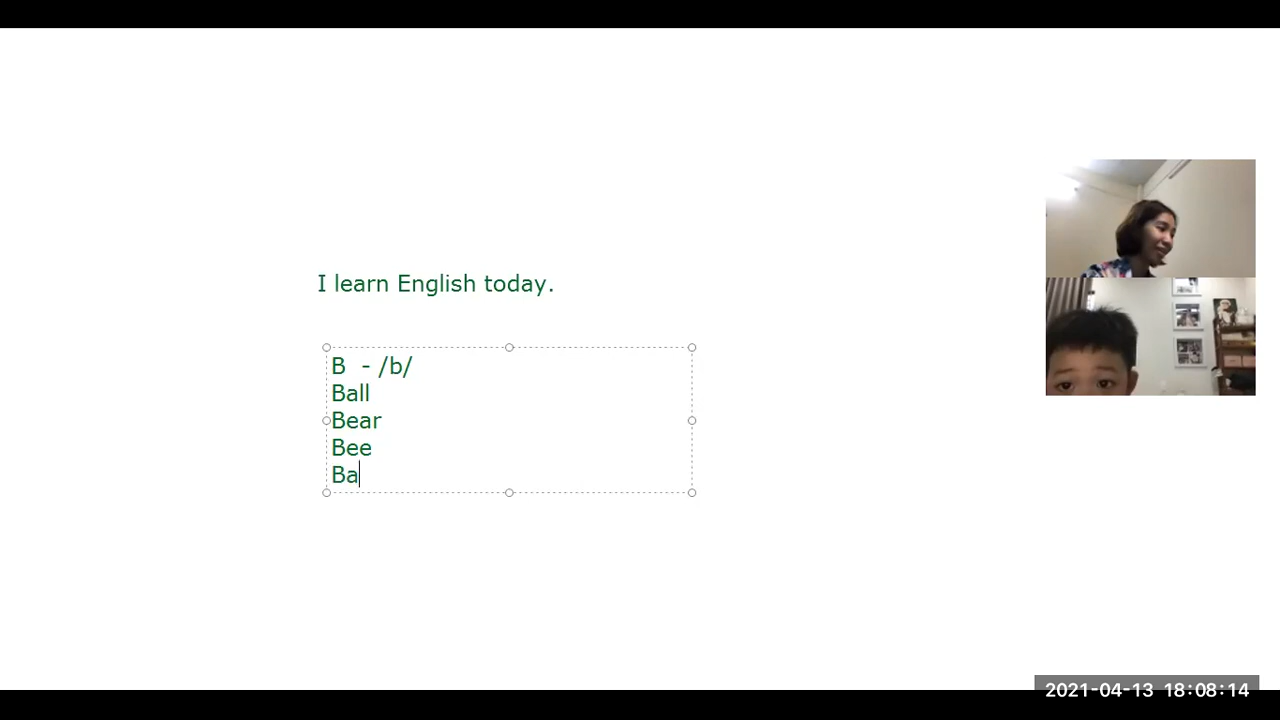 I learn English today.
B - /b/
Ball
Bear
Bee
Ba
2021-04-13 18:08:14